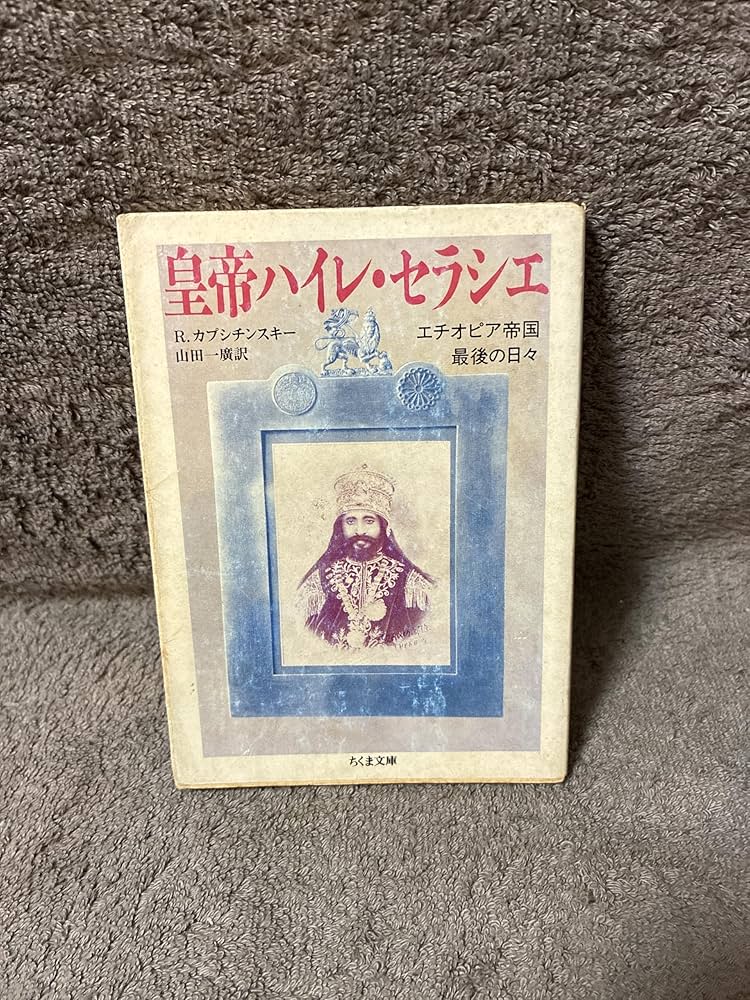 皇帝ハイレ・セラシエ
R.カプシチンスキー
山田一廣訳
エチオピア帝国
最後の日々
ちくま文庫